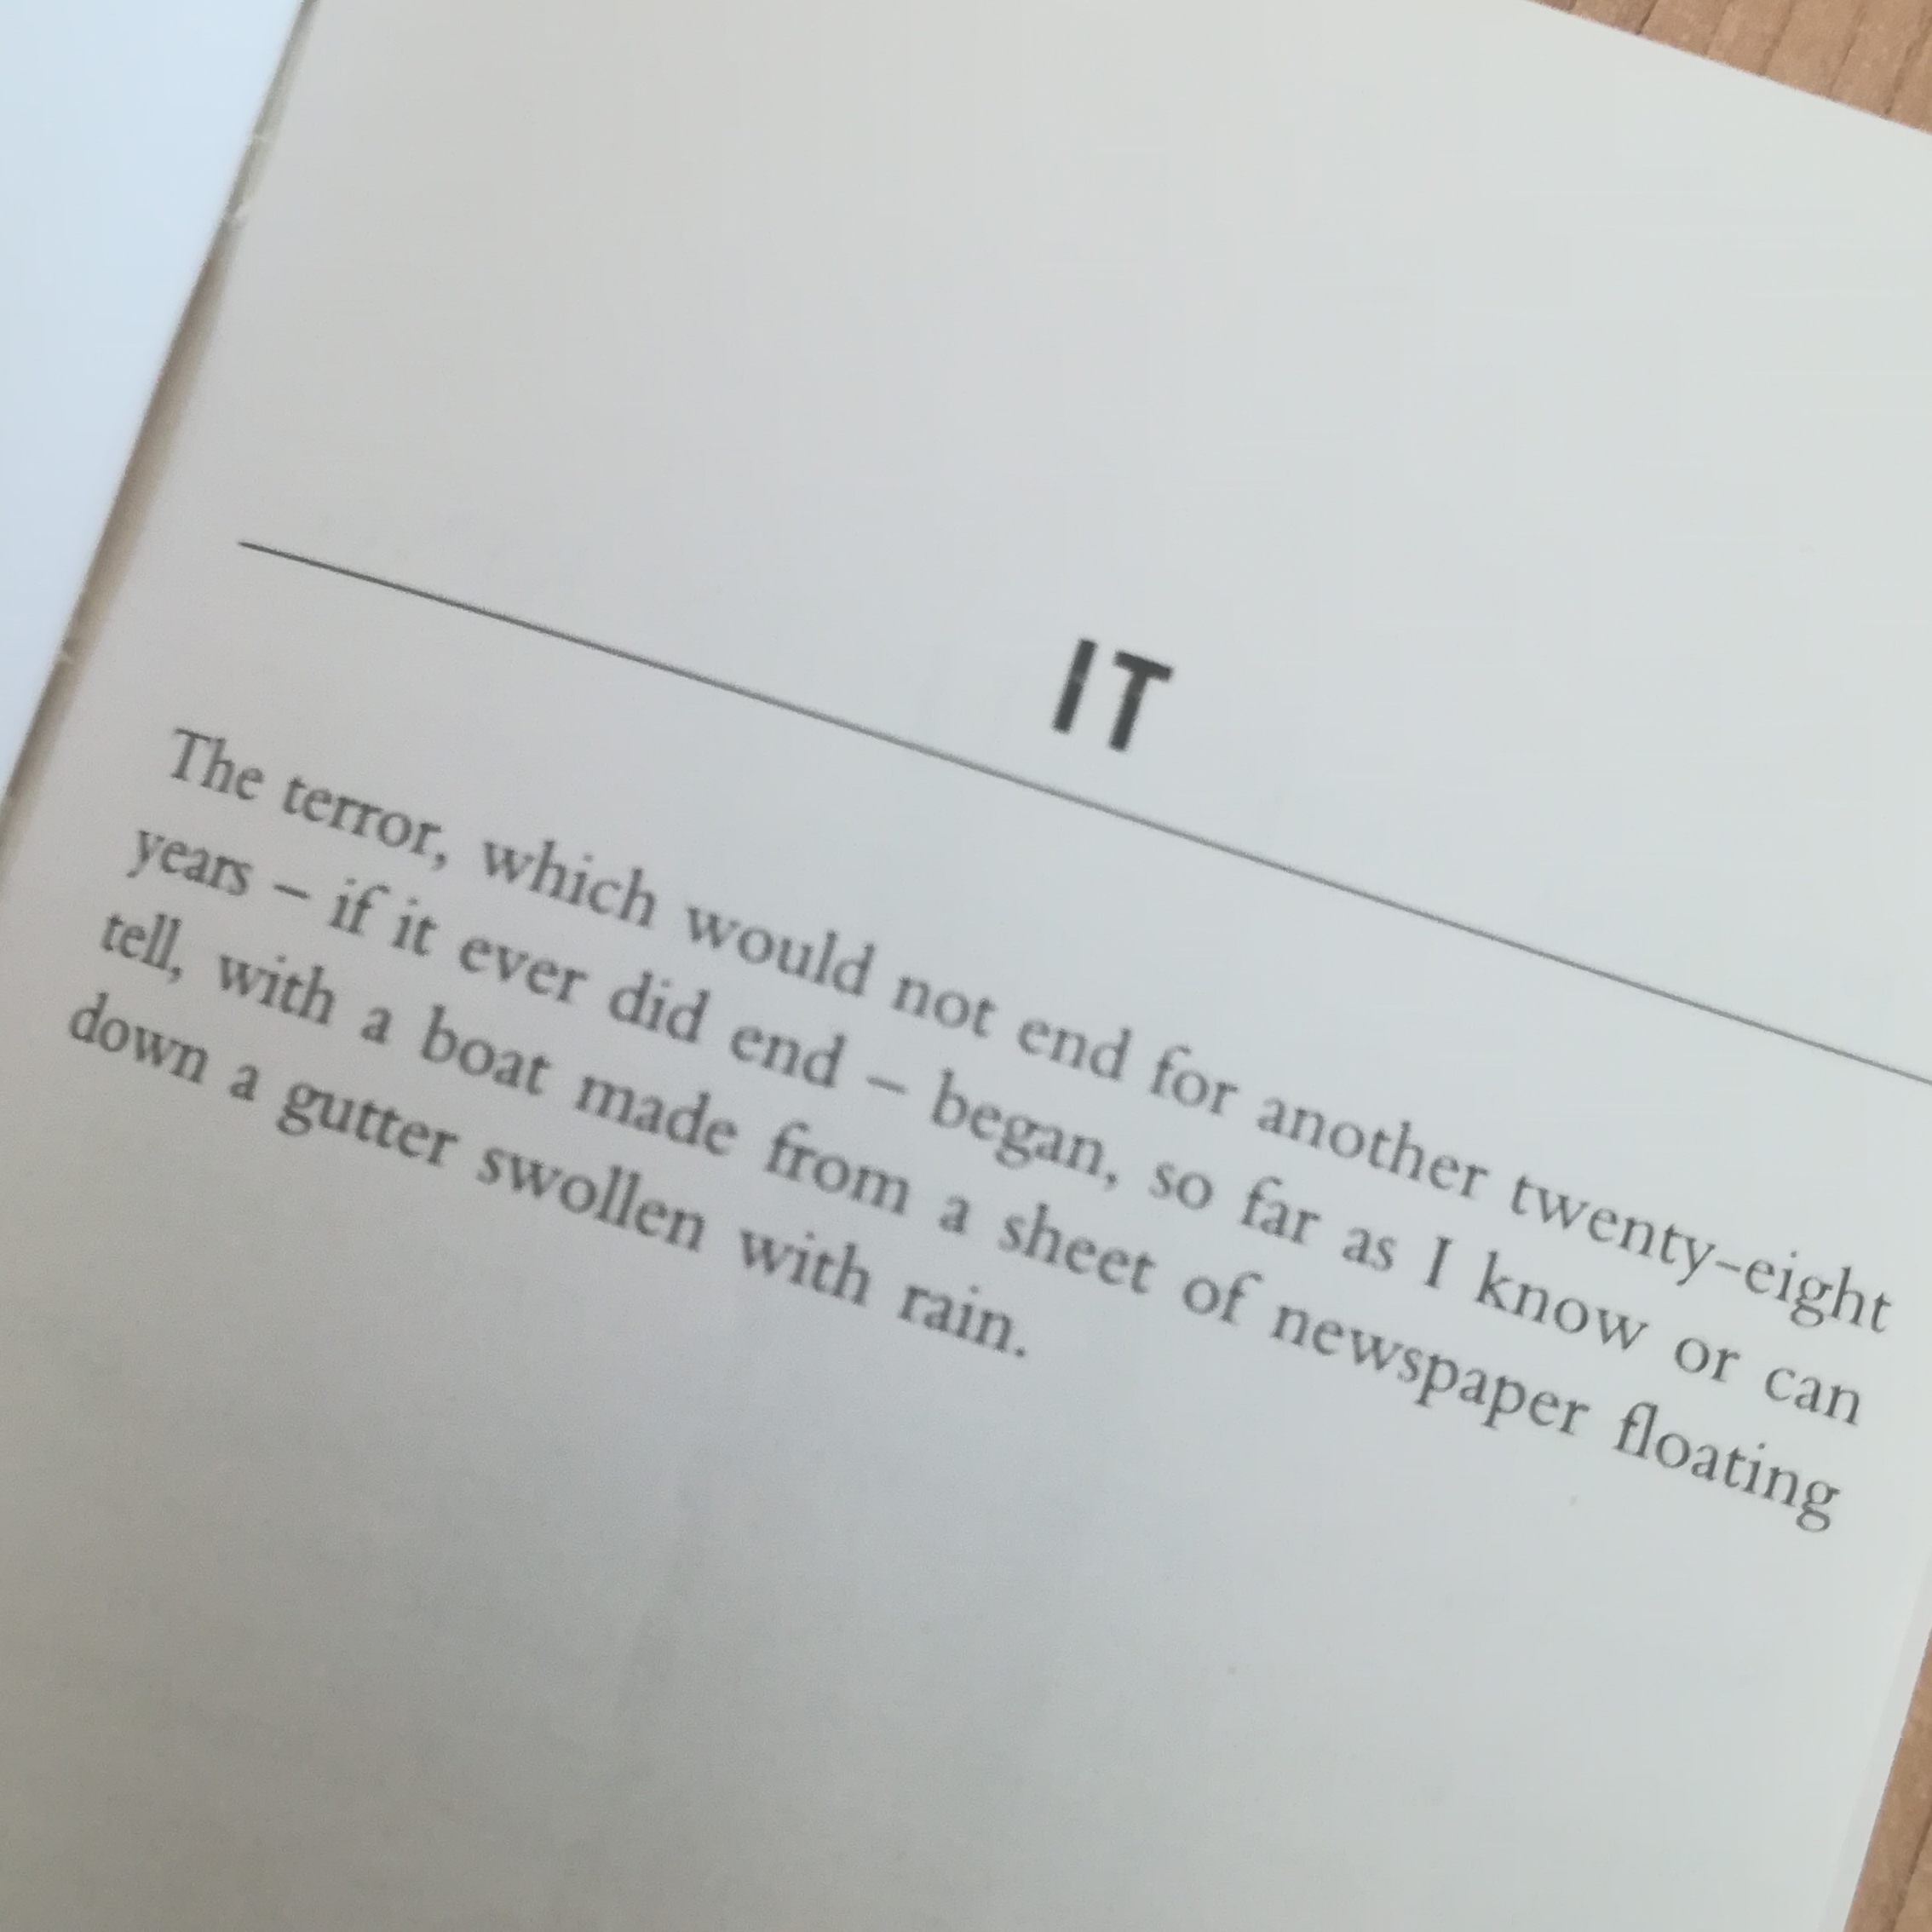 IT
The terror, which would not end for another twenty-eight
years – if it ever did end – began, so far as I know or can
tell, with a boat made from a sheet of newspaper floating
down a gutter swollen with rain.